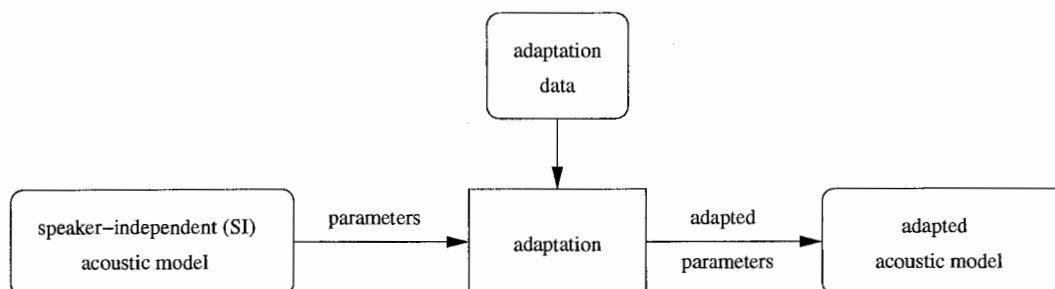 adaptation
data
speaker-independent (SI)
acoustic model
parameters
adaptation
adapted
parameters
adapted
acoustic model